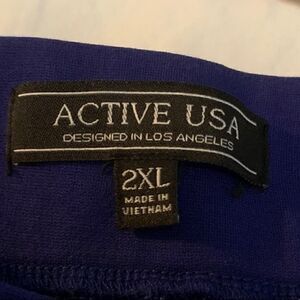 ACTIVE USA
DESIGNED IN LOS ANGELES
2XL
MADE IN
VIETNAM